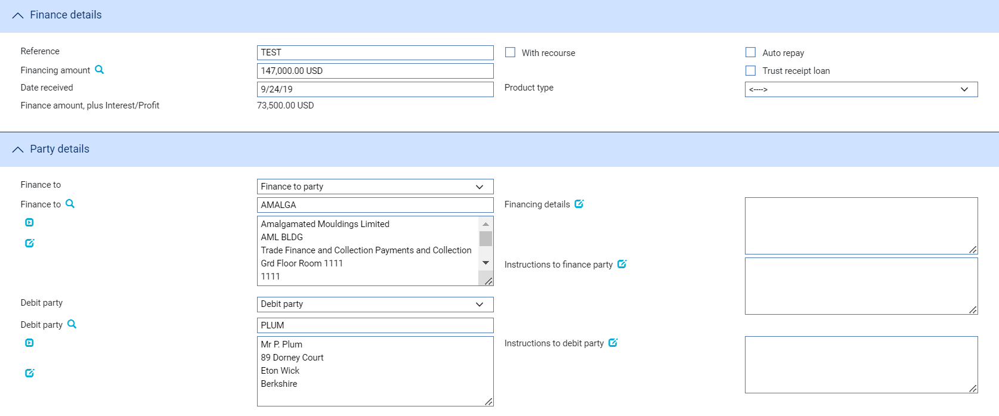 Finance details
Reference
TEST
With recourse
Auto repay
Financing amount
147,000.00 USD
Trust receipt loan
Date received
9/24/19
Product type
<---->
Finance amount, plus Interest/Profit
73,500.00 USD
Party details
Finance to
Finance to party
Finance to
AMALGA
Financing details
Amalgamated Mouldings Limited
AML BLDG
Trade Finance and Collection Payments and Collection
Grd Floor Room 1111
1111
Instructions to finance party
Debit party
Debit party
Debit party
PLUM
Mr P. Plum
89 Dorney Court
Eton Wick
Berkshire
Instructions to debit party